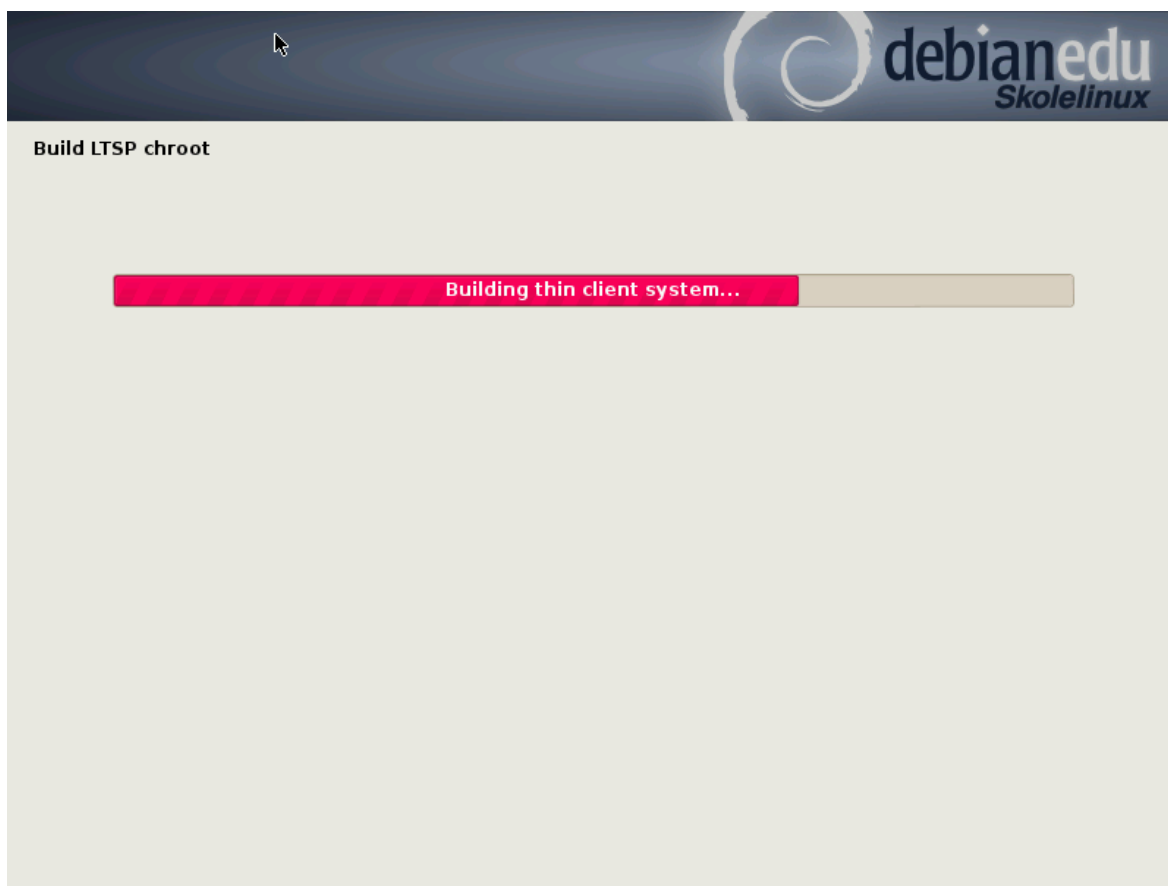 debianedu
Skolelinux
Build LTSP chroot
Building thin client system...